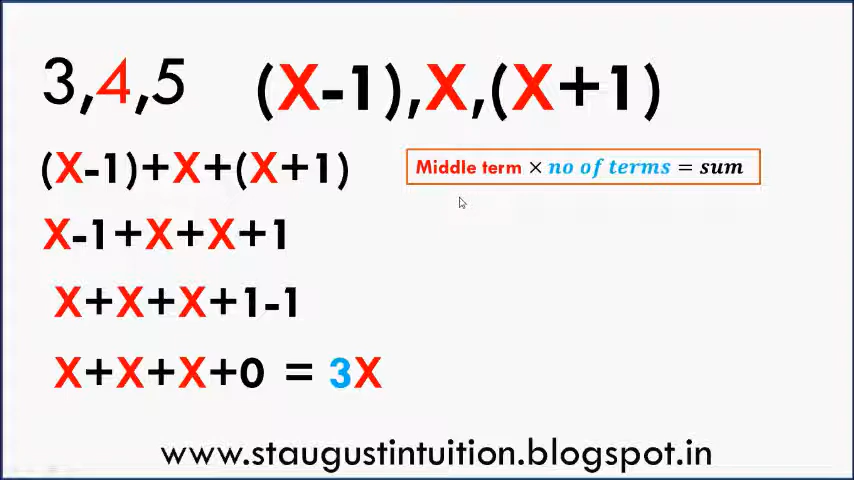 3,4,5 (X-1),X,(X+1)
(X-1)+X+(X+1) Middle term × no of terms = sum
X-1+X+X+1
X+X+X+1-1
X+X+X+0 = 3X
www.staugustintuition.blogspot.in